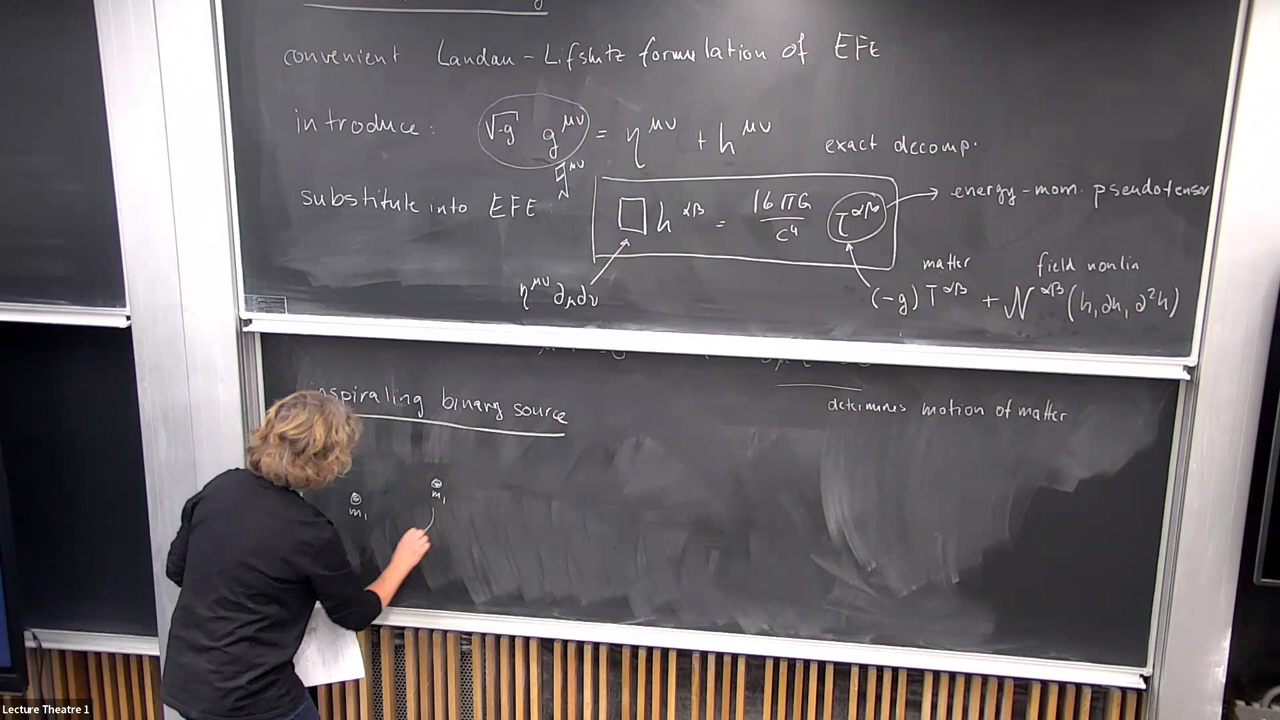 convenient Landau-Lifshitz formulation of EFE
introduce: √-g g^μν = η^μν + h^μν exact decomp.
g^μν
substitute into EFE □ h^αβ = 16πG/c⁴ τ^αβ → energy-mom. pseudotensor
η^μν ∂μ∂ν
matter field nonlin
(-g) T^αβ + N^αβ (h, ∂h, ∂²h)
inspiraling binary source
determines motion of matter
m₁ m₁
Lecture Theatre 1